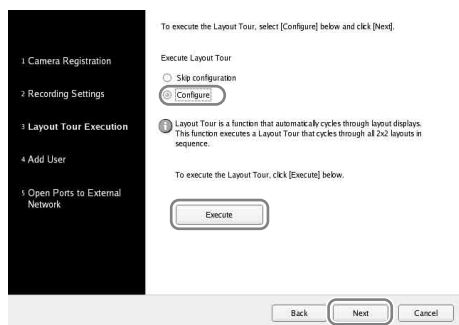 To execute the Layout Tour, select [Configure] below and click [Next].
1 Camera Registration
2 Recording Settings
3 Layout Tour Execution
4 Add User
5 Open Ports to External
Network
Execute Layout Tour
Skip configuration
Configure
Layout Tour is a function that automatically cycles through layout displays.
This function executes a Layout Tour that cycles through all 2x2 layouts in
sequence.
To execute the Layout Tour, click [Execute] below.
Execute
Back
Next
Cancel